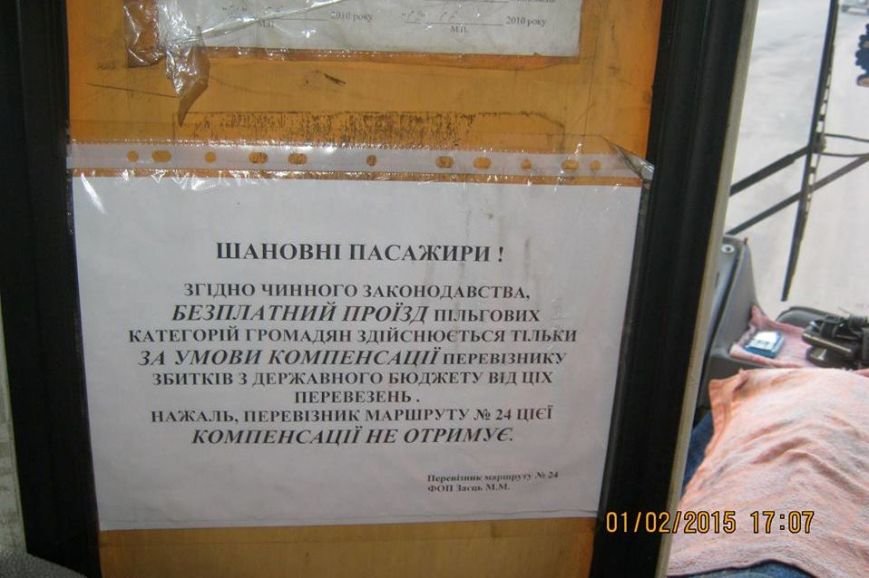 2010 року
2010 року
М.П.
М.П.
ШАНОВНІ ПАСАЖИРИ !
ЗГІДНО ЧИННОГО ЗАКОНОДАВСТВА,
БЕЗПЛАТНИЙ ПРОЇЗД ПІЛЬГОВИХ
КАТЕГОРІЙ ГРОМАДЯН ЗДІЙСНЮЄТЬСЯ ТІЛЬКИ
ЗА УМОВИ КОМПЕНСАЦІЇ ПЕРЕВІЗНИКУ
ЗБИТКІВ З ДЕРЖАВНОГО БЮДЖЕТУ ВІД ЦІХ
ПЕРЕВЕЗЕНЬ .
НАЖАЛЬ, ПЕРЕВІЗНИК МАРШРУТУ № 24 ЦІЄЇ
КОМПЕНСАЦІЇ НЕ ОТРИМУЄ.
Перевізник маршруту № 24
ФОП Заєць М.М.
01/02/2015 17:07